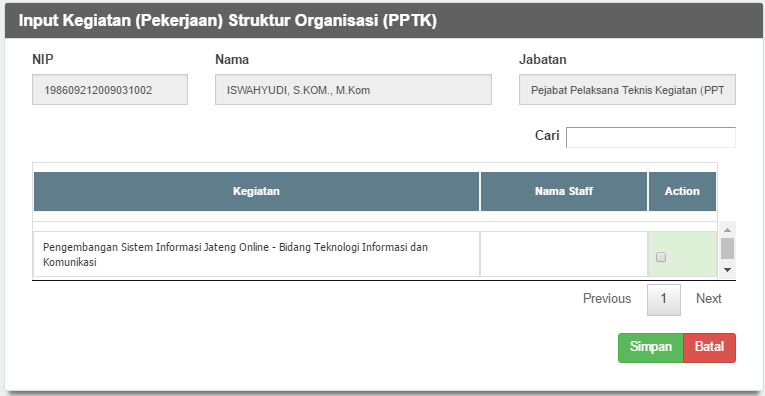 Input Kegiatan (Pekerjaan) Struktur Organisasi (PPTK)
NIP Nama Jabatan
198609212009031002 ISWAHYUDI, S.KOM., M.Kom Pejabat Pelaksana Teknis Kegiatan (PPT
Cari
Kegiatan Nama Staff Action
Pengembangan Sistem Informasi Jateng Online - Bidang Teknologi Informasi dan
Komunikasi
Previous 1 Next
Simpan Batal